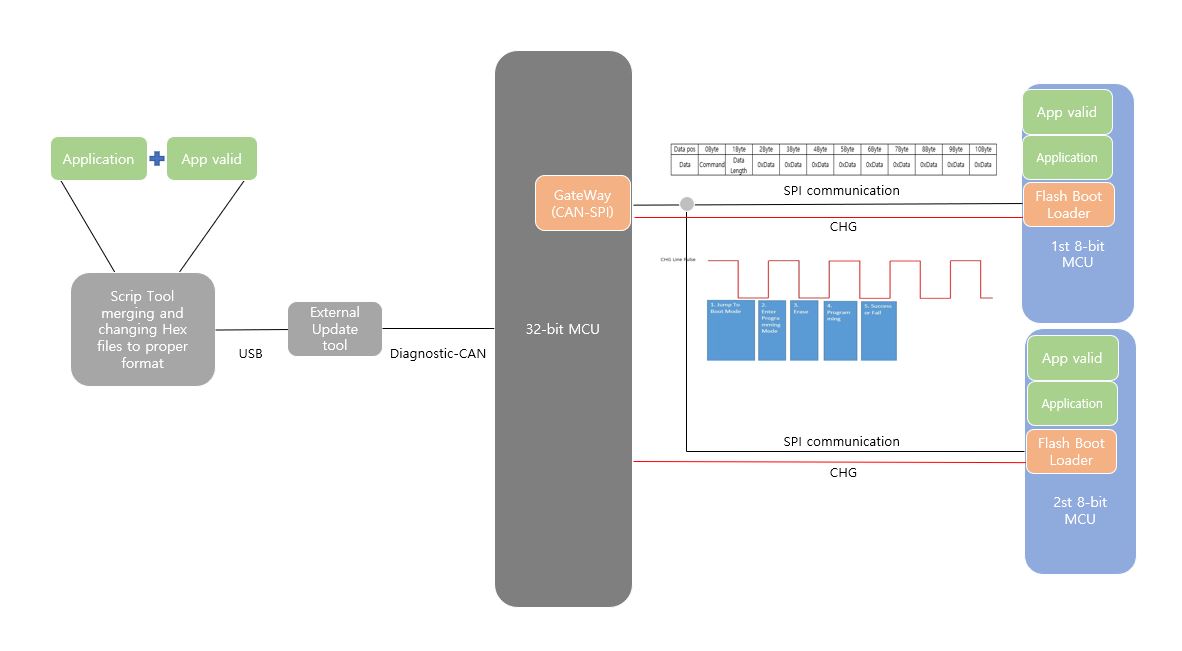 Application
App valid
Scrip Tool
merging and
changing Hex
files to proper
format
USB
External
Update
tool
Diagnostic-CAN
32-bit MCU
GateWay
(CAN-SPI)
Data pos 0Byte 1Byte 2Byte 3Byte 4Byte 5Byte 6Byte 7Byte 8Byte 9Byte 10Byte
Data Command Data Length 0xData 0xData 0xData 0xData 0xData 0xData 0xData 0xData 0xData
SPI communication
CHG
CHG Line Pulse
1. Jump To
Boot Mode
2.
Enter
Progra
mming
Mode
3.
Erase
4.
Program
ming
5. Success
or Fail
SPI communication
CHG
App valid
Application
Flash Boot
Loader
1st 8-bit
MCU
App valid
Application
Flash Boot
Loader
2st 8-bit
MCU